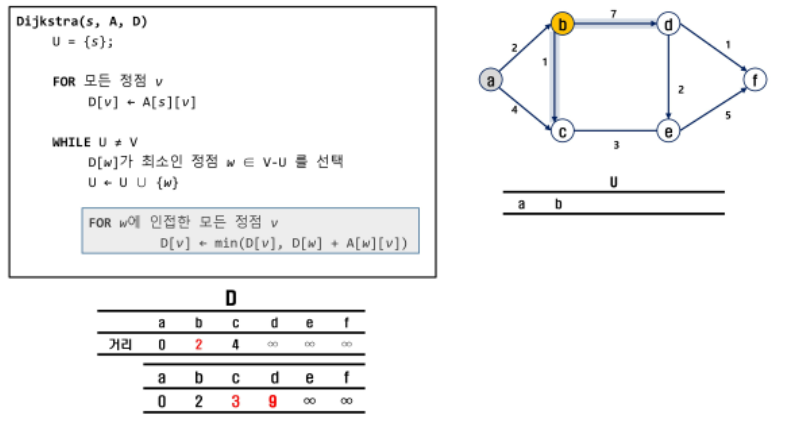 Dijkstra(s, A, D)
U = {s};
FOR 모든 정점 v
D[v] ← A[s][v]
WHILE U ≠ V
D[w]가 최소인 정점 w ∈ V-U 를 선택
U ← U ∪ {w}
FOR w에 인접한 모든 정점 v
D[v] ← min(D[v], D[w] + A[w][v])
b 7 d
2 1 1
a 2 f
4 5
c 3 e
U
a b
D
a b c d e f
거리 0 2 4 ∞ ∞ ∞
a b c d e f
0 2 3 9 ∞ ∞